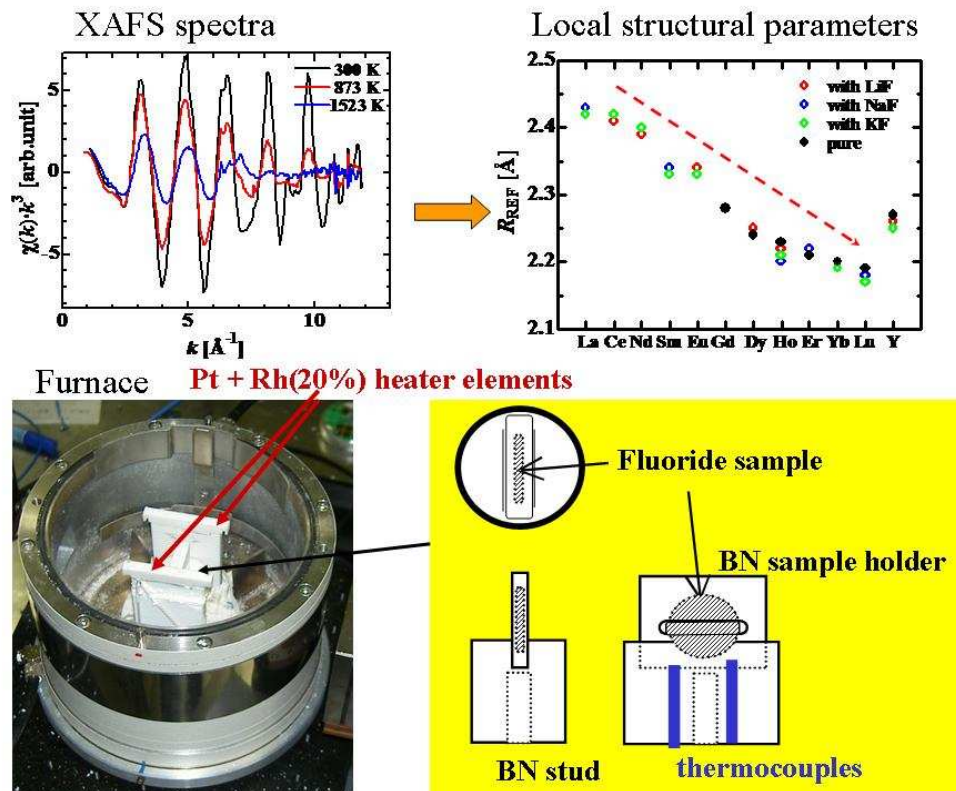 XAFS spectra
Local structural parameters
300 K
873 K
1523 K
5
0
-5
χ(k)·k³ [arb.unit]
0
5
10
k [Å⁻¹]
2.5
2.4
2.3
2.2
2.1
R_REF [Å]
with LiF
with NaF
with KF
pure
La Ce Nd Sm Eu Gd Dy Ho Er Yb Lu Y
Furnace
Pt + Rh(20%) heater elements
Fluoride sample
BN sample holder
BN stud
thermocouples